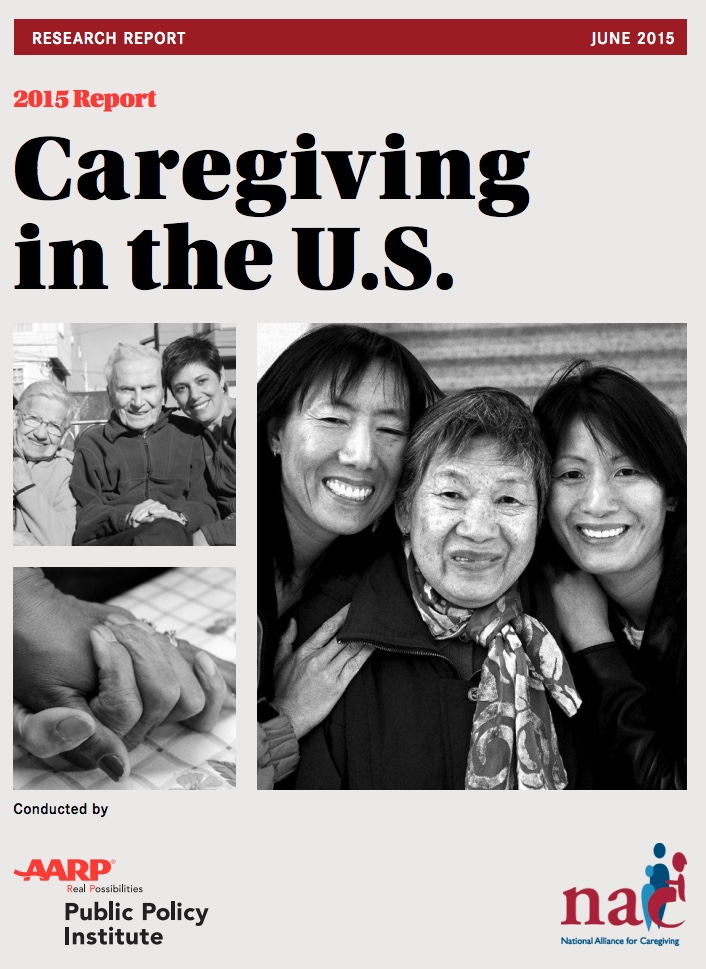 RESEARCH REPORT JUNE 2015
2015 Report
Caregiving
in the U.S.
Conducted by
AARP®
Real Possibilities
Public Policy
Institute
nac
National Alliance for Caregiving